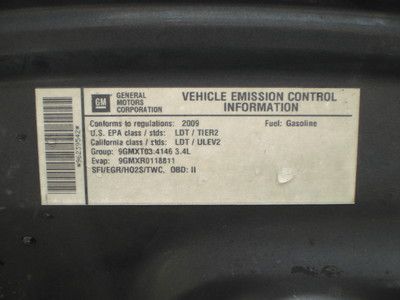 GM
GENERAL
MOTORS
CORPORATION
VEHICLE EMISSION CONTROL
INFORMATION
Conforms to regulations: 2009
Fuel: Gasoline
U.S. EPA class / stds: LDT / TIER2
California class / stds: LDT / ULEV2
Group: 9GMXT03.4146 3.4L
Evap: 9GMXR0118811
SFI/EGR/HO2S/TWC, OBD: II
*96259542*